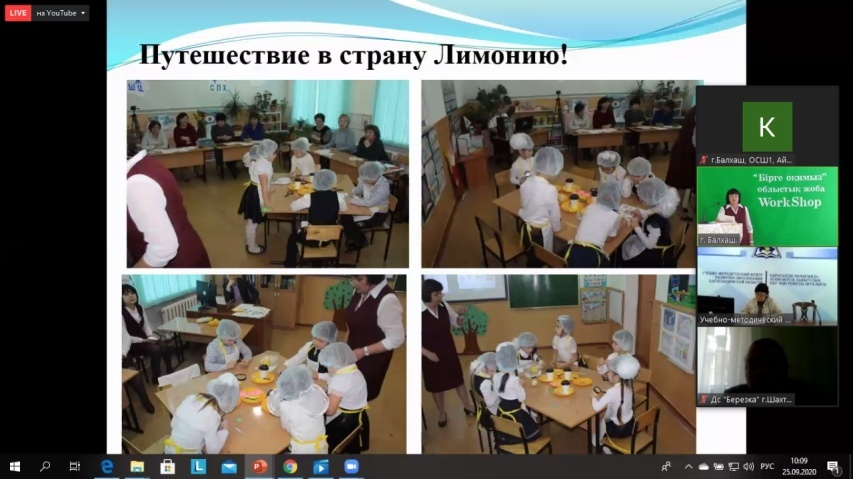 LIVE на YouTube
Путешествие в страну Лимонию!
K
г.Балхаш, ОСШ1, Ай...
"Бірге оқимыз"
облыстық жоба
WorkShop
г. Балхаш.
Учебно-методический ...
Дс "Березка" г.Шахт...
РУС
10:09
25.09.2020